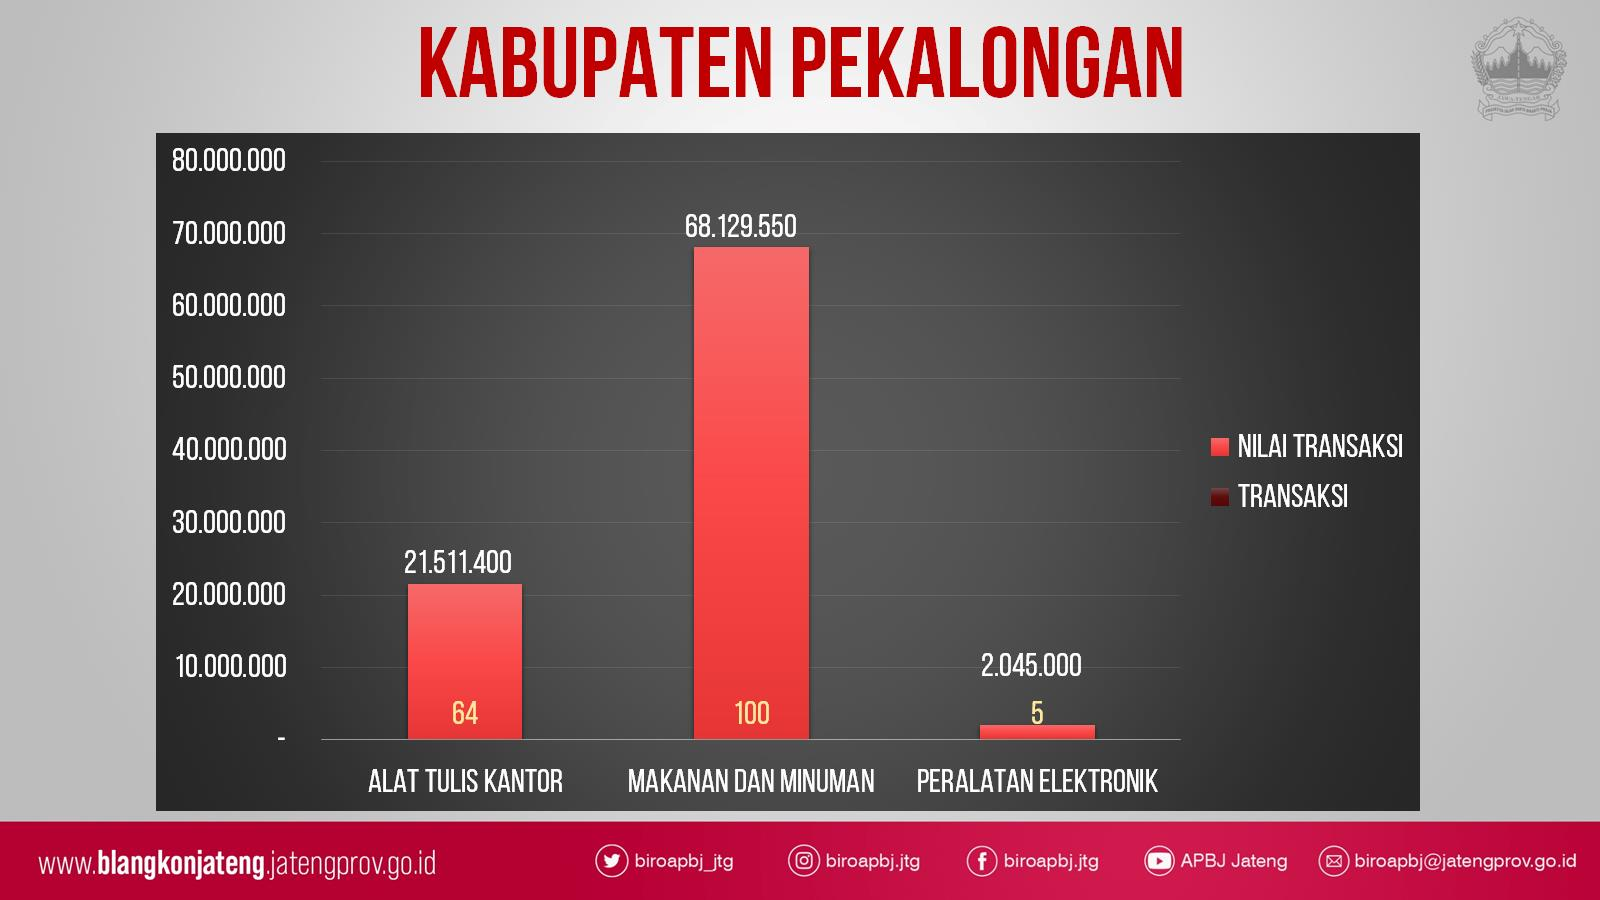 KABUPATEN PEKALONGAN
80.000.000
70.000.000
60.000.000
50.000.000
40.000.000
30.000.000
20.000.000
10.000.000
-
21.511.400
68.129.550
2.045.000
64
100
5
ALAT TULIS KANTOR
MAKANAN DAN MINUMAN
PERALATAN ELEKTRONIK
NILAI TRANSAKSI
TRANSAKSI
www.blangkonjateng.jatengprov.go.id
biroapbj_jtg
biroapbj.jtg
biroapbj.jtg
APBJ Jateng
biroapbj@jatengprov.go.id